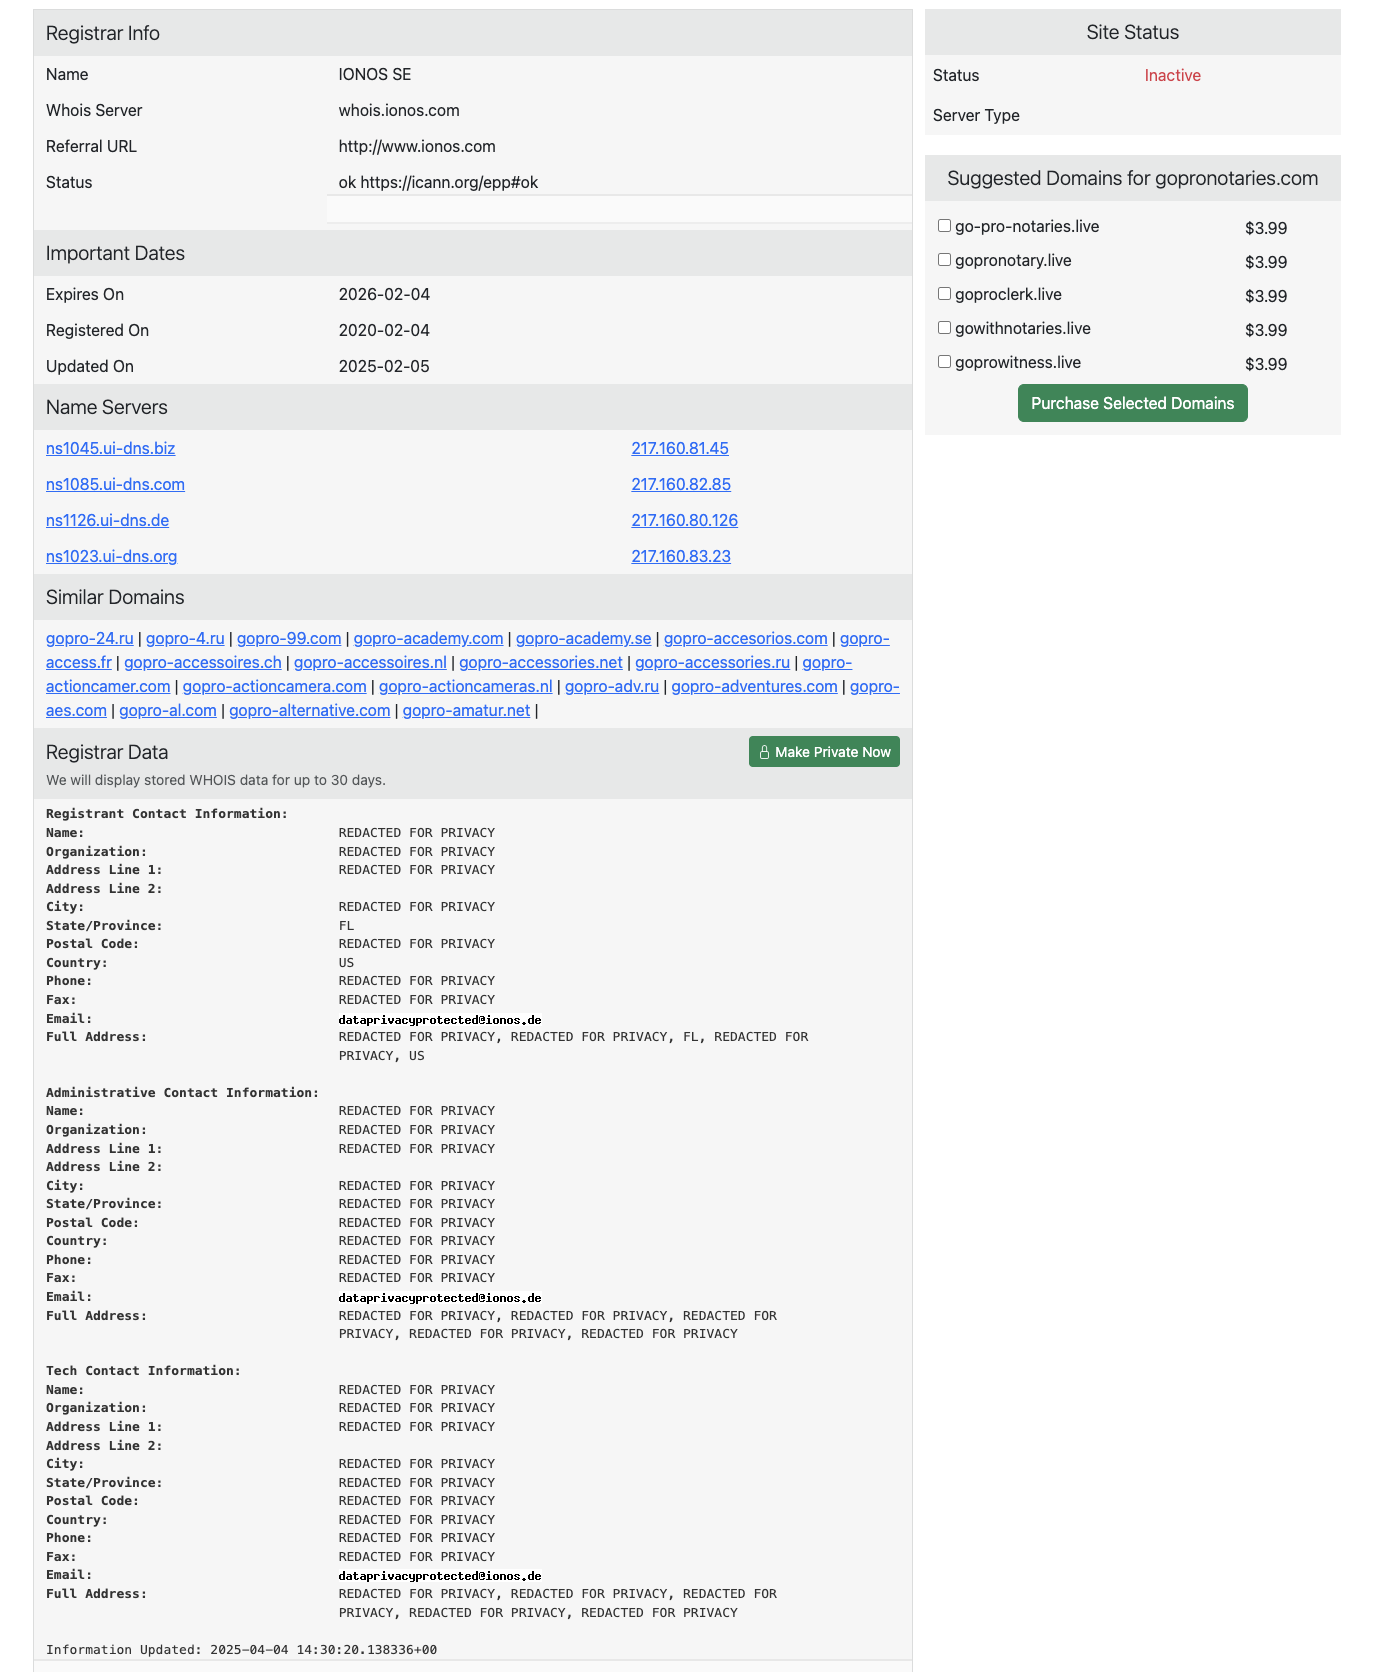 Registrar Info
Name IONOS SE
Whois Server whois.ionos.com
Referral URL http://www.ionos.com
Status ok https://icann.org/epp#ok
Important Dates
Expires On 2026-02-04
Registered On 2020-02-04
Updated On 2025-02-05
Name Servers
ns1045.ui-dns.biz 217.160.81.45
ns1085.ui-dns.com 217.160.82.85
ns1126.ui-dns.de 217.160.80.126
ns1023.ui-dns.org 217.160.83.23
Similar Domains
gopro-24.ru | gopro-4.ru | gopro-99.com | gopro-academy.com | gopro-academy.se | gopro-accesorios.com | gopro-
access.fr | gopro-accessoires.ch | gopro-accessoires.nl | gopro-accessories.net | gopro-accessories.ru | gopro-
actioncamer.com | gopro-actioncamera.com | gopro-actioncameras.nl | gopro-adv.ru | gopro-adventures.com | gopro-
aes.com | gopro-al.com | gopro-alternative.com | gopro-amatur.net |
Registrar Data
Make Private Now
We will display stored WHOIS data for up to 30 days.
Registrant Contact Information:
Name: REDACTED FOR PRIVACY
Organization: REDACTED FOR PRIVACY
Address Line 1: REDACTED FOR PRIVACY
Address Line 2:
City: REDACTED FOR PRIVACY
State/Province: FL
Postal Code: REDACTED FOR PRIVACY
Country: US
Phone: REDACTED FOR PRIVACY
Fax: REDACTED FOR PRIVACY
Email: dataprivacyprotected@ionos.de
Full Address: REDACTED FOR PRIVACY, REDACTED FOR PRIVACY, FL, REDACTED FOR
PRIVACY, US
Administrative Contact Information:
Name: REDACTED FOR PRIVACY
Organization: REDACTED FOR PRIVACY
Address Line 1: REDACTED FOR PRIVACY
Address Line 2:
City: REDACTED FOR PRIVACY
State/Province: REDACTED FOR PRIVACY
Postal Code: REDACTED FOR PRIVACY
Country: REDACTED FOR PRIVACY
Phone: REDACTED FOR PRIVACY
Fax: REDACTED FOR PRIVACY
Email: dataprivacyprotected@ionos.de
Full Address: REDACTED FOR PRIVACY, REDACTED FOR PRIVACY, REDACTED FOR
PRIVACY, REDACTED FOR PRIVACY, REDACTED FOR PRIVACY
Tech Contact Information:
Name: REDACTED FOR PRIVACY
Organization: REDACTED FOR PRIVACY
Address Line 1: REDACTED FOR PRIVACY
Address Line 2:
City: REDACTED FOR PRIVACY
State/Province: REDACTED FOR PRIVACY
Postal Code: REDACTED FOR PRIVACY
Country: REDACTED FOR PRIVACY
Phone: REDACTED FOR PRIVACY
Fax: REDACTED FOR PRIVACY
Email: dataprivacyprotected@ionos.de
Full Address: REDACTED FOR PRIVACY, REDACTED FOR PRIVACY, REDACTED FOR
PRIVACY, REDACTED FOR PRIVACY, REDACTED FOR PRIVACY
Information Updated: 2025-04-04 14:30:20.138336+00
Site Status
Status Inactive
Server Type
Suggested Domains for gopronotaries.com
go-pro-notaries.live $3.99
gopronotary.live $3.99
goproclerk.live $3.99
gowithnotaries.live $3.99
goprowitness.live $3.99
Purchase Selected Domains